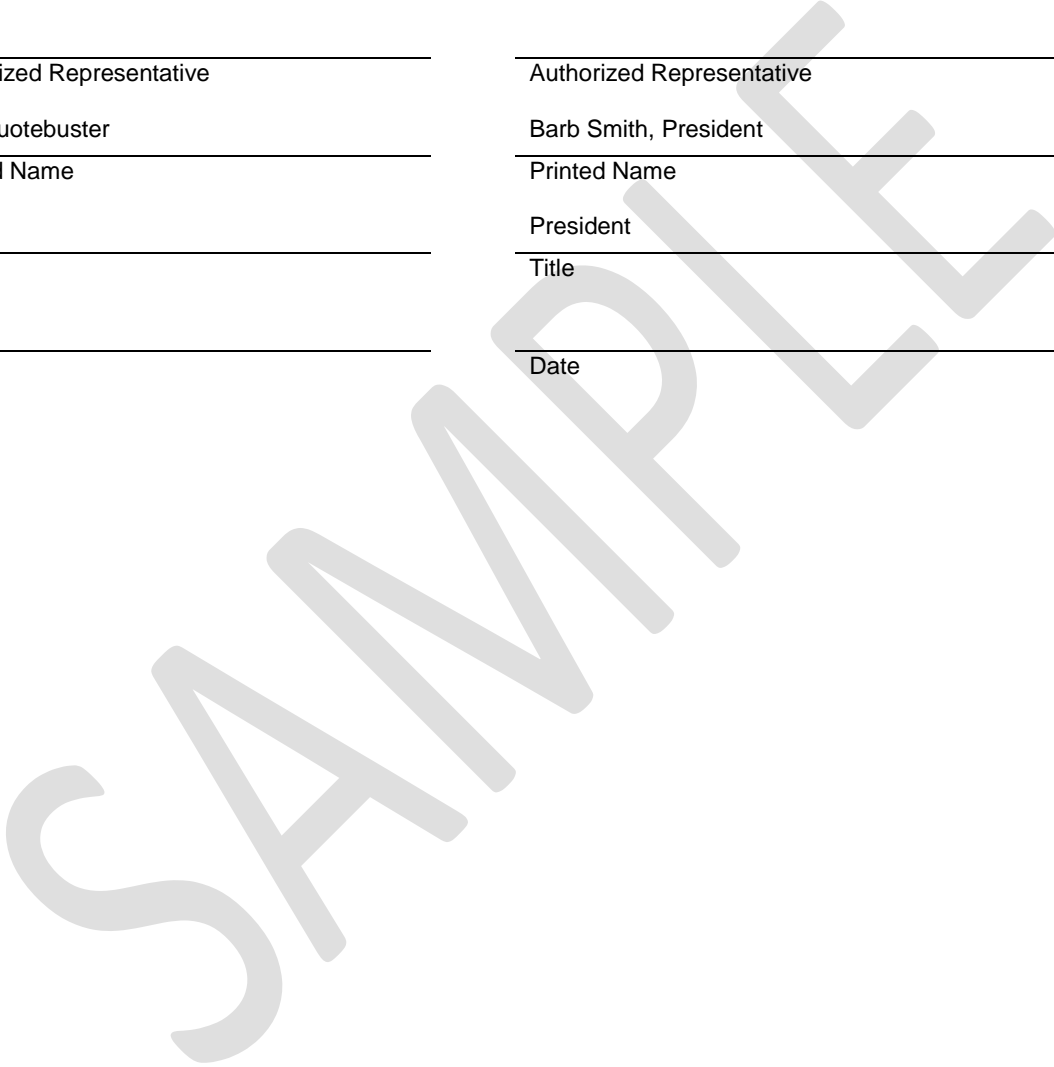 ized Representative
uotebuster
d Name
Authorized Representative
Barb Smith, President
Printed Name
President
Title
Date
SAMPLE